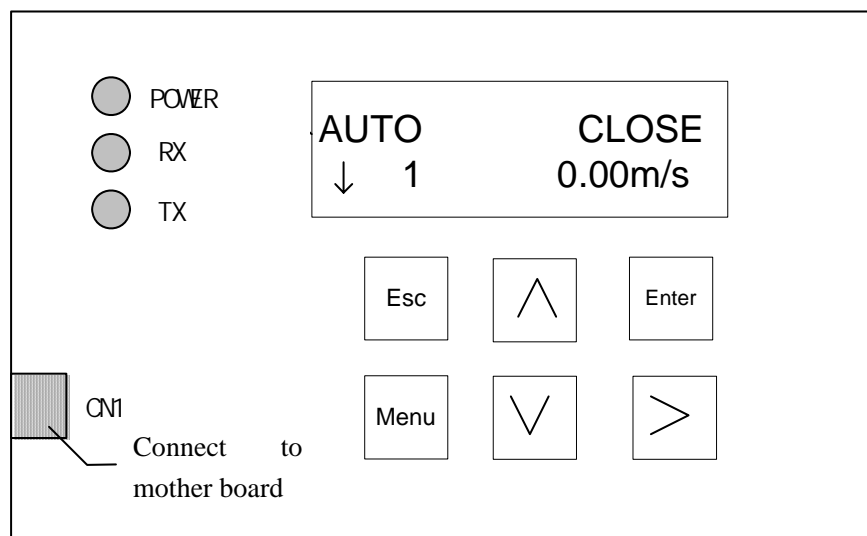 POWER
RX
TX
AUTO CLOSE
↓ 1 0.00m/s
Esc
Enter
Menu
CN1
Connect to
mother board